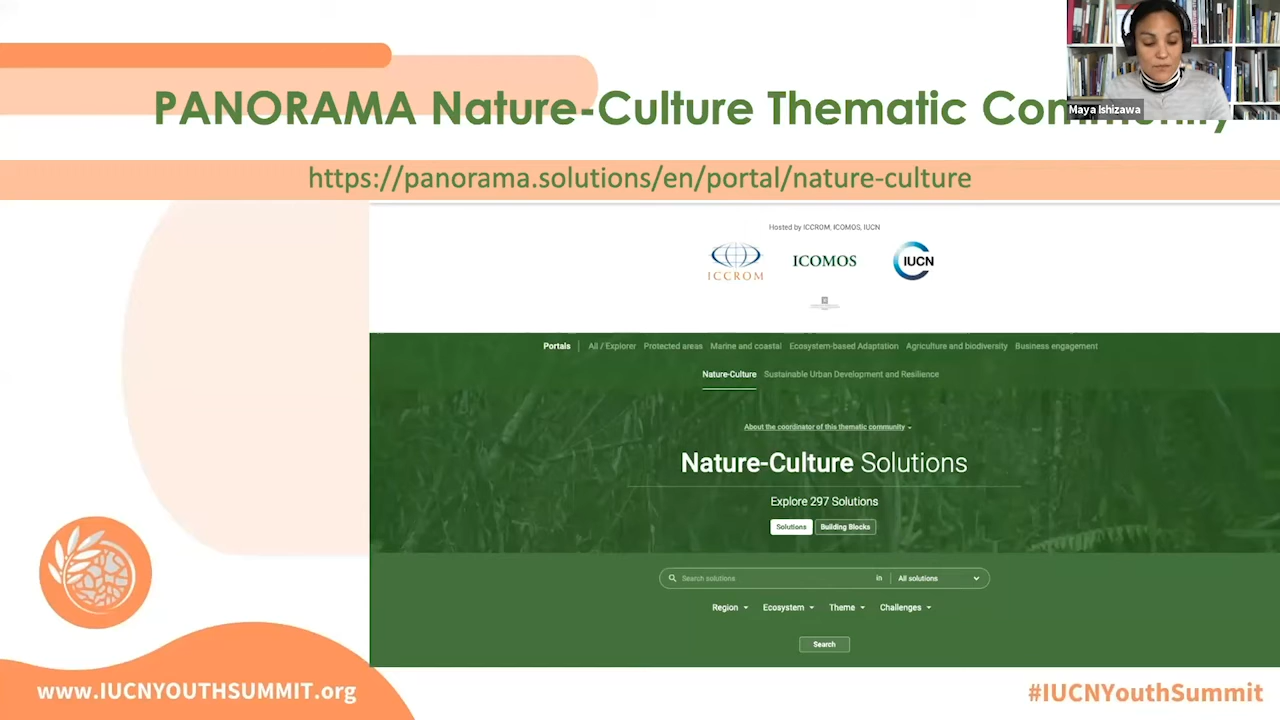 PANORAMA Nature-Culture Thematic Community
Maya Ishizawa
https://panorama.solutions/en/portal/nature-culture
Hosted by ICCROM, ICOMOS, IUCN
ICCROM
ICOMOS
IUCN
Portals All / Explorer Protected areas Marine and coastal Ecosystem-based Adaptation Agriculture and biodiversity Business engagement
Nature-Culture Sustainable Urban Development and Resilience
About the coordinator of this thematic community
Nature-Culture Solutions
Explore 297 Solutions
Solutions Building Blocks
Search solutions in All solutions
Region Ecosystem Theme Challenges
Search
www.IUCNYOUTHSUMMIT.org
#IUCNYouthSummit